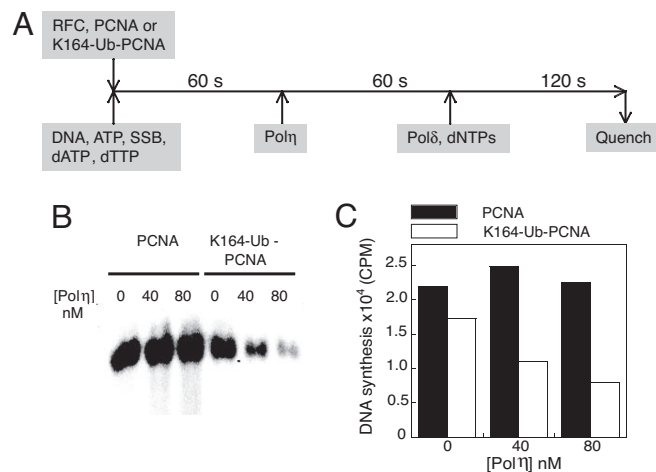 A
RFC, PCNA or
K164-Ub-PCNA
60 s
60 s
120 s
DNA, ATP, SSB,
dATP, dTTP
Polη
Polδ, dNTPs
Quench
B
PCNA
K164-Ub -
PCNA
[Polη]
nM
0
40
80
0
40
80
C
PCNA
K164-Ub-PCNA
DNA synthesis x10⁴ (CPM)
2.5
2.0
1.5
1.0
0.5
0
0
40
80
[Polη] nM